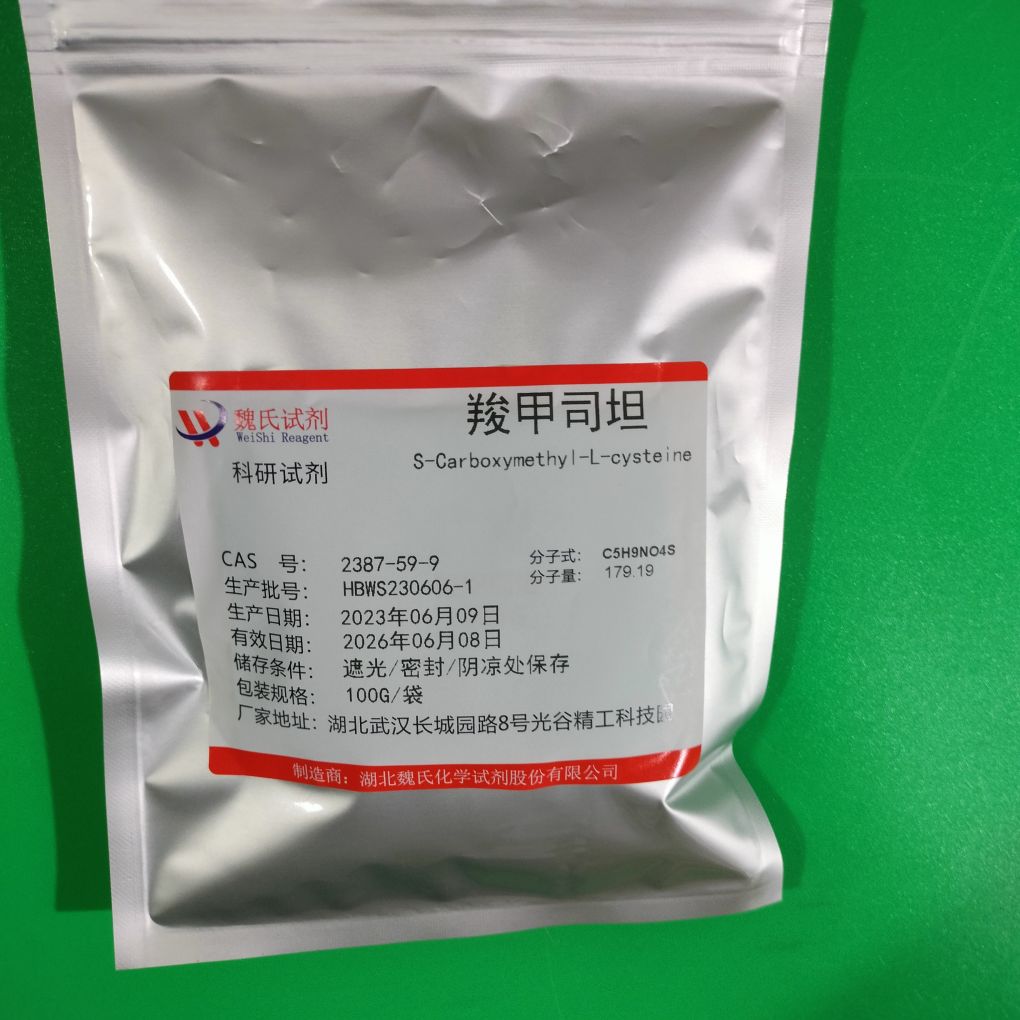 魏氏试剂
WeiShi Reagent
科研试剂
羧甲司坦
S-Carboxymethyl-L-cysteine
CAS 号: 2387-59-9
生产批号: HBWS230606-1
生产日期: 2023年06月09日
有效日期: 2026年06月08日
储存条件: 遮光/密封/阴凉处保存
包装规格: 100G/袋
厂家地址: 湖北武汉长城园路8号光谷精工科技园
分子式: C5H9NO4S
分子量: 179.19
制造商: 湖北魏氏化学试剂股份有限公司